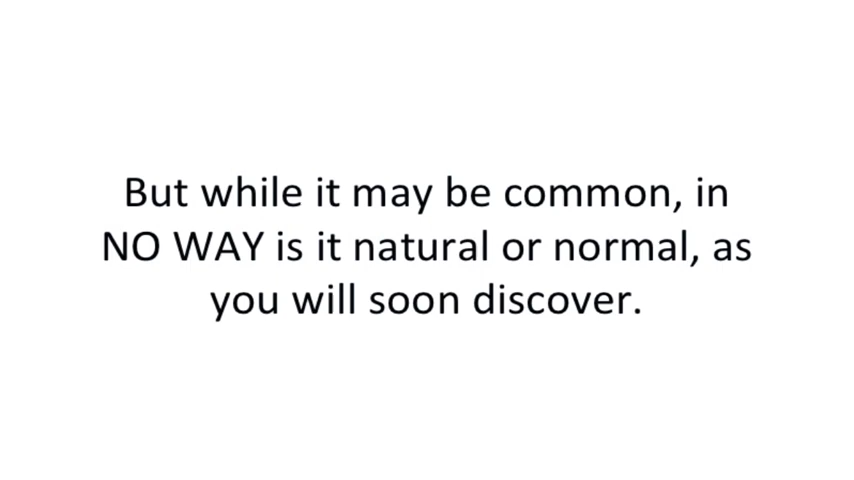 But while it may be common, in
NO WAY is it natural or normal, as
you will soon discover.